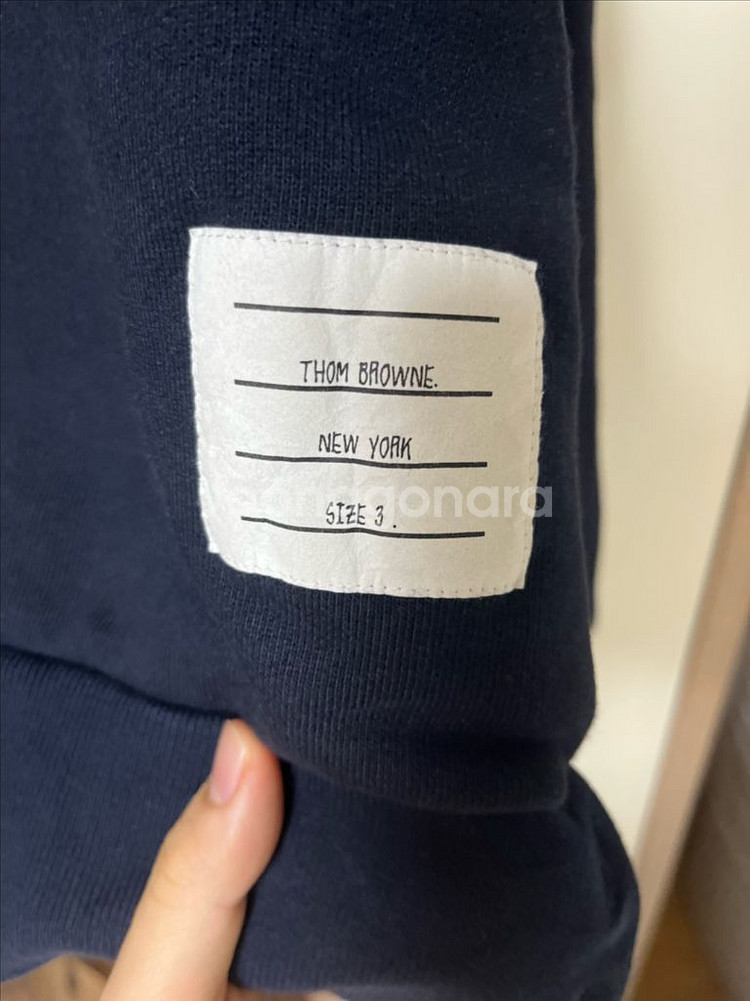 THOM BROWNE.
NEW YORK
SIZE 3 .